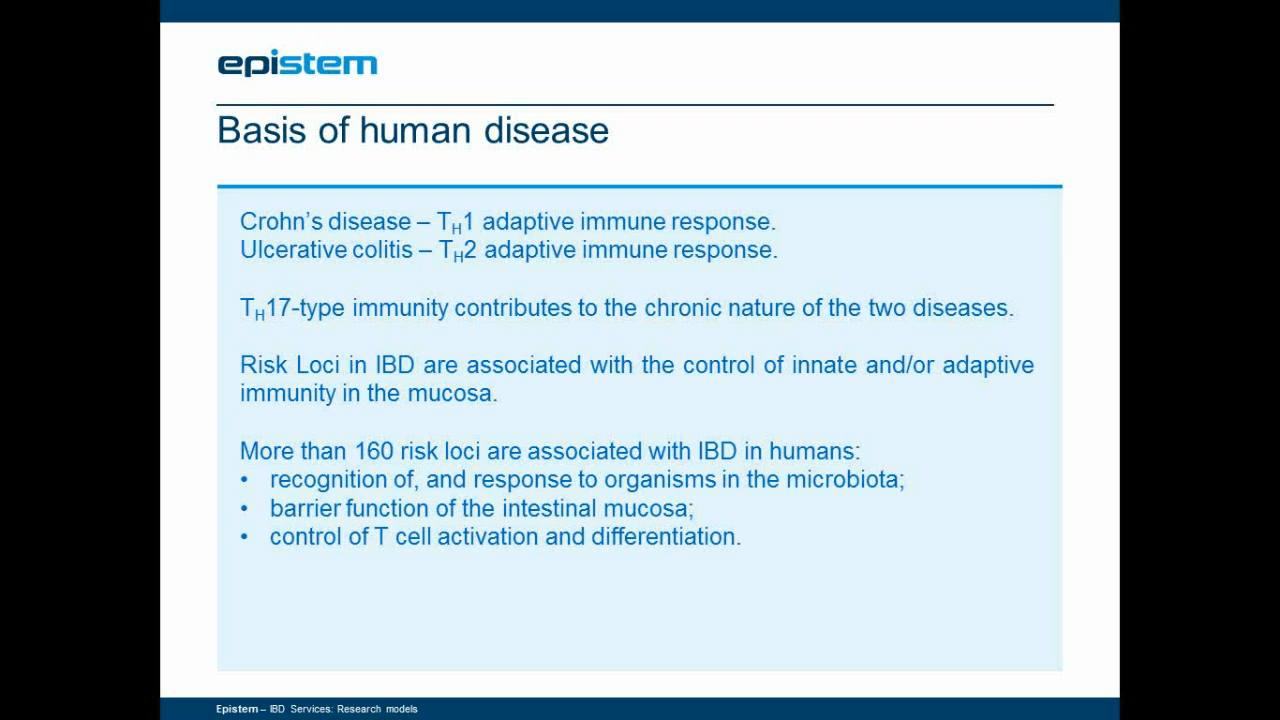 epistem
Basis of human disease
Crohn's disease – TH1 adaptive immune response.
Ulcerative colitis – TH2 adaptive immune response.
TH17-type immunity contributes to the chronic nature of the two diseases.
Risk Loci in IBD are associated with the control of innate and/or adaptive
immunity in the mucosa.
More than 160 risk loci are associated with IBD in humans:
• recognition of, and response to organisms in the microbiota;
• barrier function of the intestinal mucosa;
• control of T cell activation and differentiation.
Epistem – IBD Services: Research models